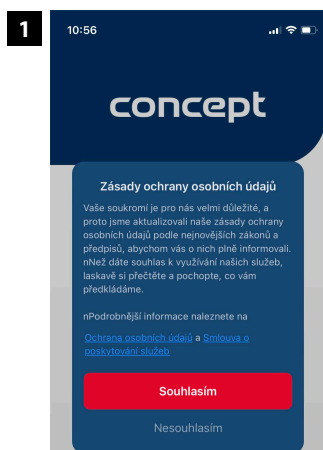 1
10:56
concept
Zásady ochrany osobních údajů
Vaše soukromí je pro nás velmi důležité, a
proto jsme aktualizovali naše zásady ochrany
osobních údajů podle nejnovějších zákonů a
předpisů, abychom vás o nich plně informovali.
nNež dáte souhlas k využívání našich služeb,
laskavě si přečtěte a pochopte, co vám
předkládáme.
nPodrobnější informace naleznete na
Ochrana osobních údajů a Smlouva o
poskytování služeb
Souhlasím
Nesouhlasím